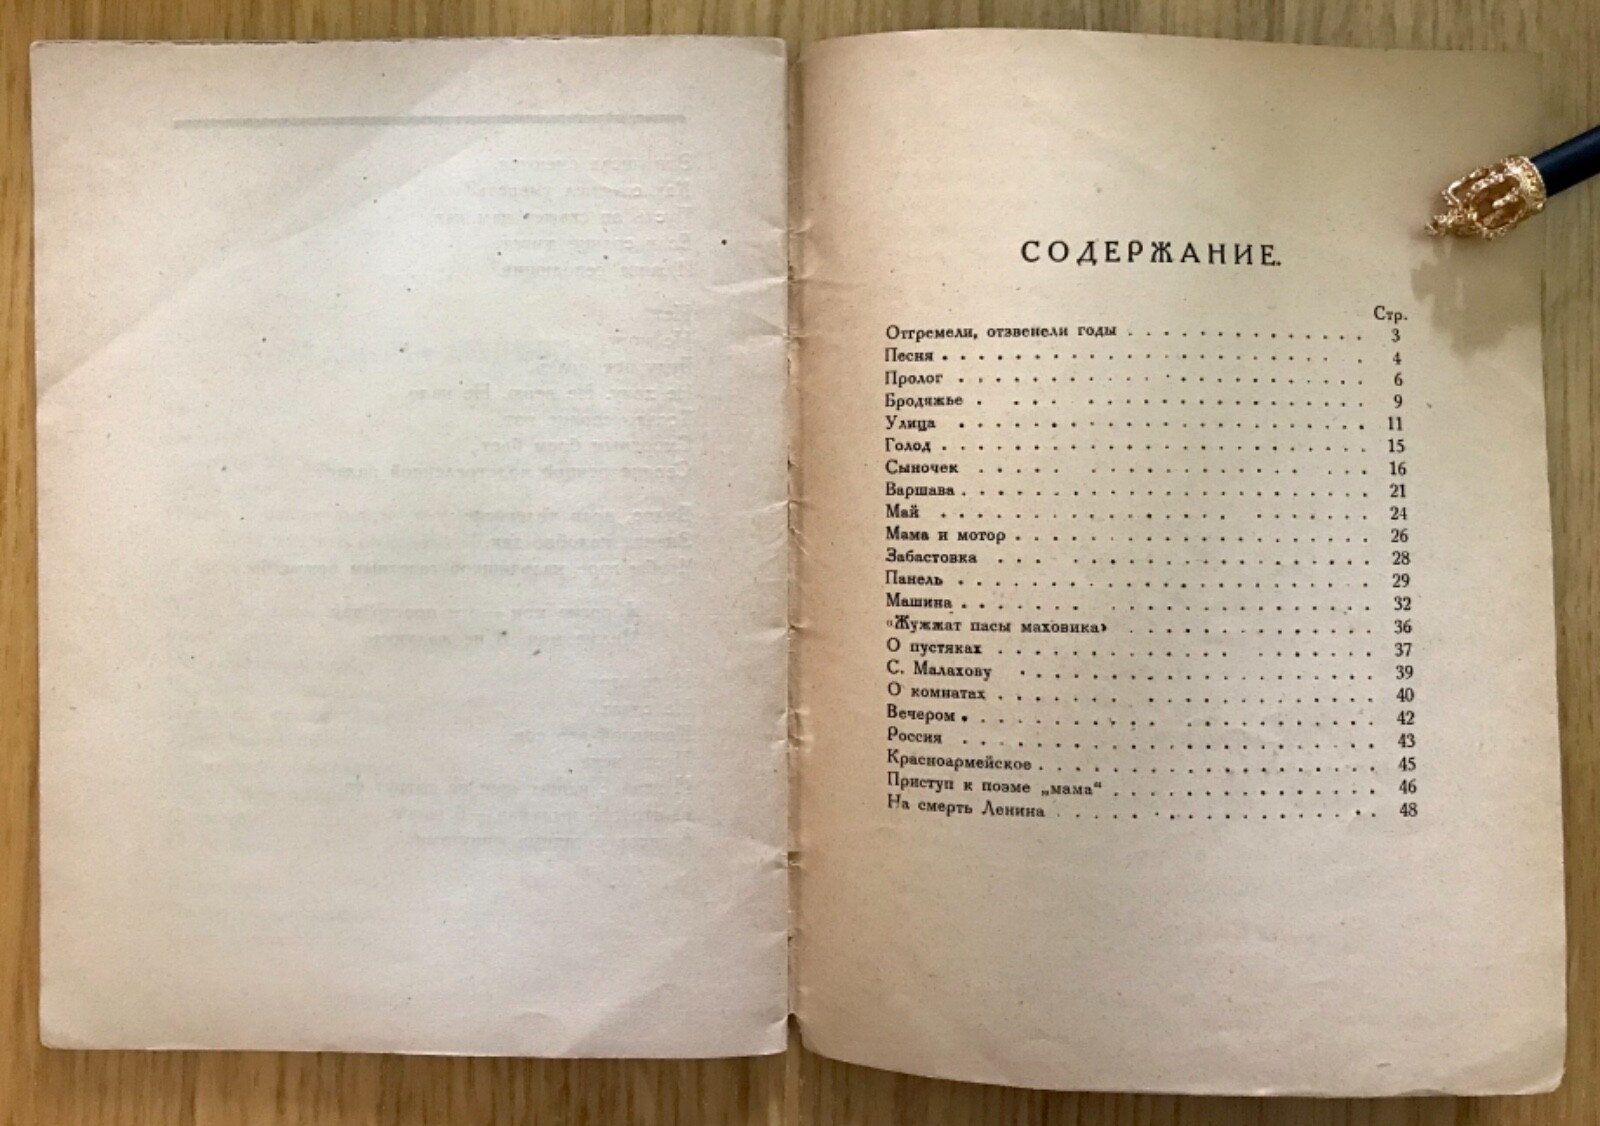 СОДЕРЖАНИЕ.
Стр.
Отгремели, отзвенели годы . . . . . . . . . . . . . 3
Песня . . . . . . . . . . . . . . . . . . . . . . . 4
Пролог . . . . . . . . . . . . . . . . . . . . . . 6
Бродяжье . . . . . . . . . . . . . . . . . . . . . 9
Улица . . . . . . . . . . . . . . . . . . . . . . . 11
Голод . . . . . . . . . . . . . . . . . . . . . . . 15
Сыночек . . . . . . . . . . . . . . . . . . . . . . 16
Варшава . . . . . . . . . . . . . . . . . . . . . . 21
Май . . . . . . . . . . . . . . . . . . . . . . . . 24
Мама и мотор . . . . . . . . . . . . . . . . . . . 26
Забастовка . . . . . . . . . . . . . . . . . . . . 28
Панель . . . . . . . . . . . . . . . . . . . . . . 29
Машина . . . . . . . . . . . . . . . . . . . . . . 32
«Жужжат пасы маховика» . . . . . . . . . . . . . . 36
О пустяках . . . . . . . . . . . . . . . . . . . . 37
С. Малахову . . . . . . . . . . . . . . . . . . . . 39
О комнатах . . . . . . . . . . . . . . . . . . . . 40
Вечером . . . . . . . . . . . . . . . . . . . . . . 42
Россия . . . . . . . . . . . . . . . . . . . . . . 43
Красноармейское . . . . . . . . . . . . . . . . . . 45
Приступ к поэме „мама“ . . . . . . . . . . . . . . 46
На смерть Ленина . . . . . . . . . . . . . . . . . 48